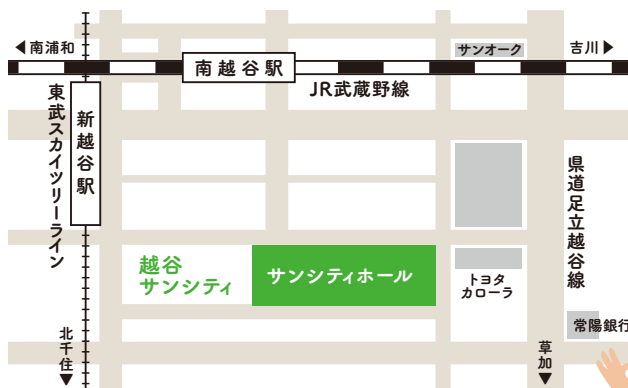 ◀南浦和
サンオーク
吉川▶
南越谷駅
JR武蔵野線
東武スカイツリーライン
新越谷駅
県道足立越谷線
越谷
サンシティ
サンシティホール
トヨタ
カローラ
常陽銀行
北千住▼
草加▼